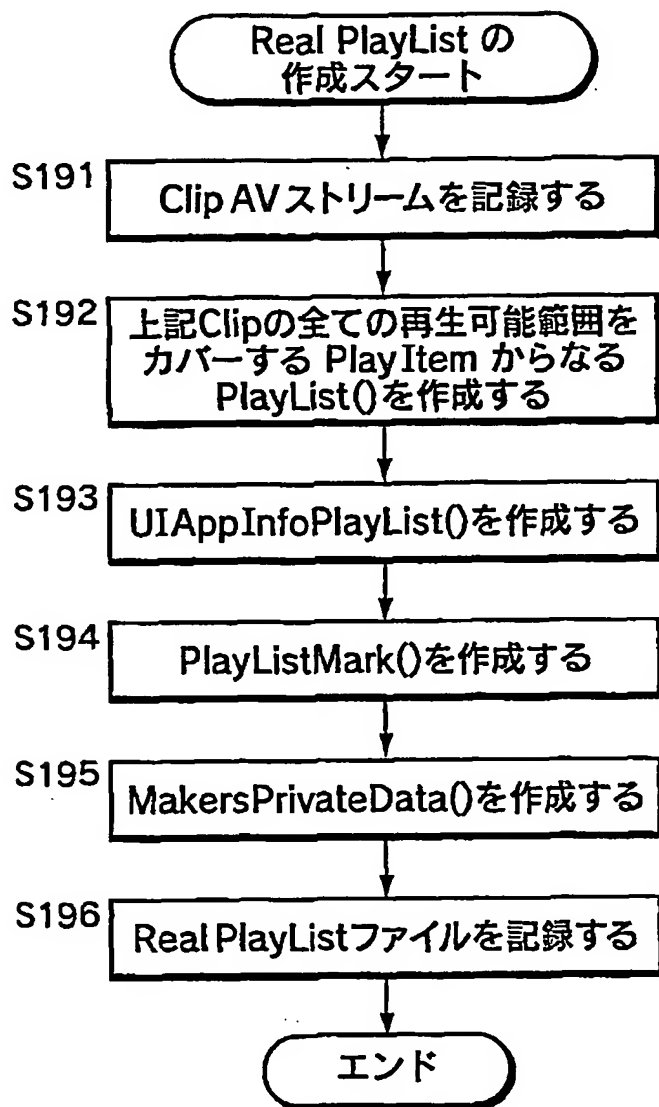 Real PlayList の
作成スタート
S191
Clip AVストリームを記録する
S192
上記Clipの全ての再生可能範囲を
カバーする PlayItem からなる
PlayList()を作成する
S193
UIAppInfoPlayList()を作成する
S194
PlayListMark()を作成する
S195
MakersPrivateData()を作成する
S196
Real PlayListファイルを記録する
エンド